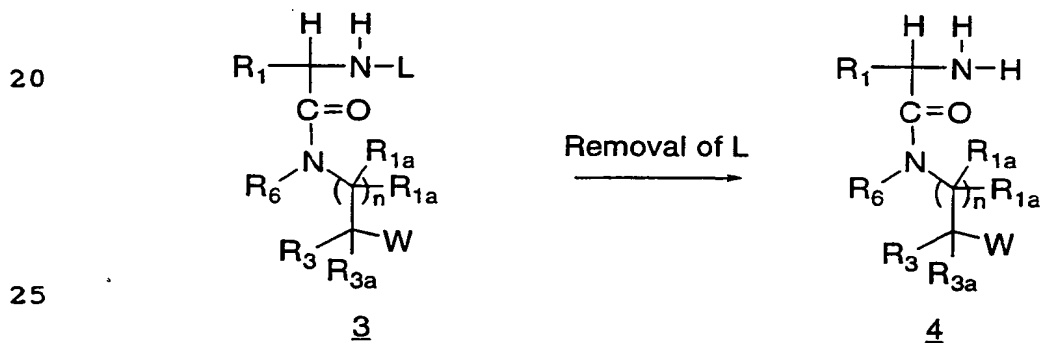 H H H H
20 R₁ N-L R₁ N-H
C=O C=O
N R₁ₐ Removal of L N R₁ₐ
R₆ ( )ₙ R₁ₐ R₆ ( )ₙ R₁ₐ
R₃ W R₃ W
R₃ₐ R₃ₐ
25
3 4